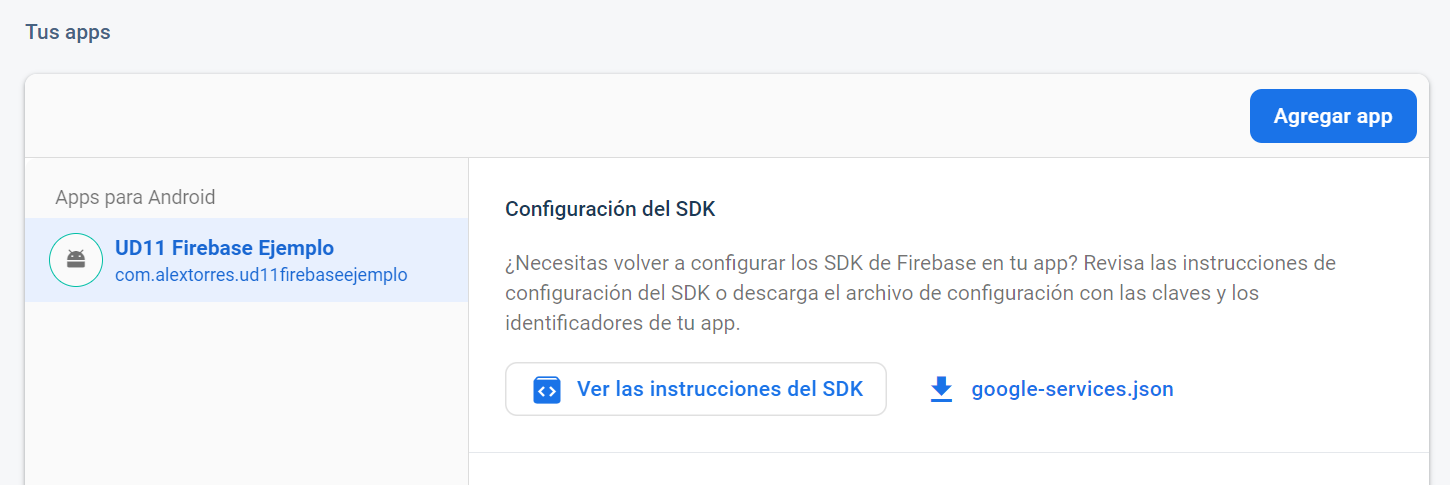 Tus apps
Agregar app
Apps para Android
UD11 Firebase Ejemplo
com.alextorres.ud11firebaseejemplo
Configuración del SDK
¿Necesitas volver a configurar los SDK de Firebase en tu app? Revisa las instrucciones de
configuración del SDK o descarga el archivo de configuración con las claves y los
identificadores de tu app.
Ver las instrucciones del SDK
google-services.json